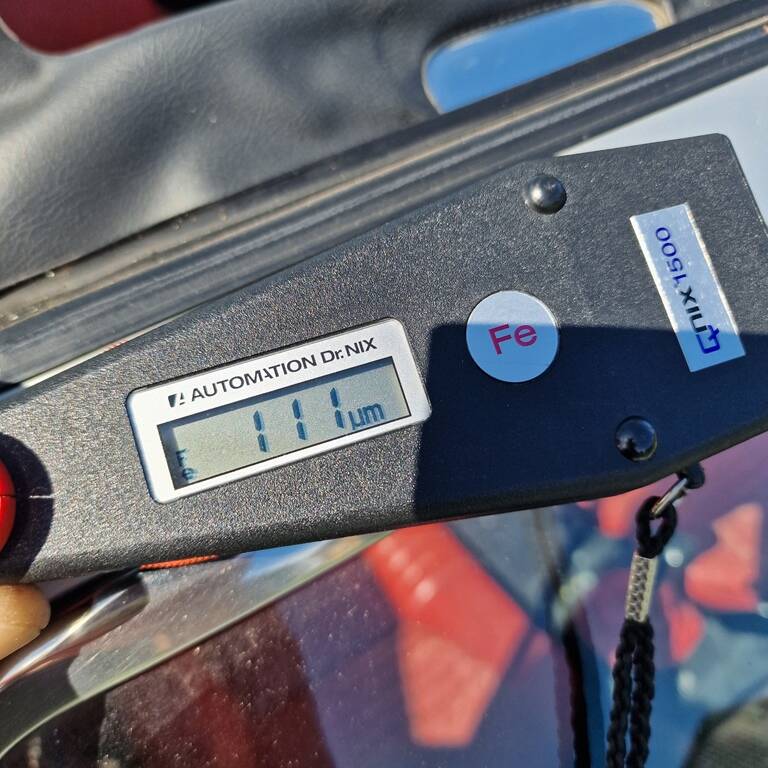 AUTOMATION Dr. NIX
Fe 111 µm
Fe
QNix 1500